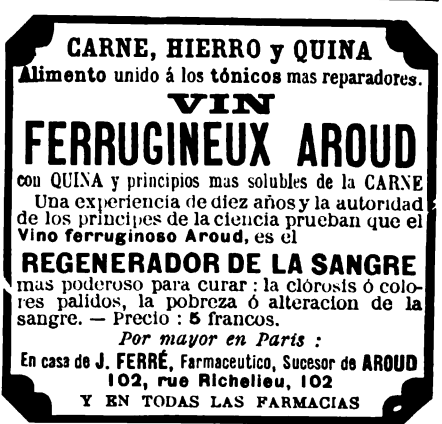 CARNE, HIERRO y QUINA
Alimento unido á los tónicos mas reparadores.
VIN
FERRUGINEUX AROUD
con QUINA y principios mas solubles de la CARNE
Una experiencia de diez años y la autoridad
de los principes de la ciencia prueban que el
Vino ferruginoso Aroud, es el
REGENERADOR DE LA SANGRE
mas poderoso para curar : la clórosis ó colo-
res palidos, la pobreza ó alteracion de la
sangre. — Precio : 5 francos.
Por mayor en Paris :
En casa de J. FERRÉ, Farmaceutico, Sucesor de AROUD
102, rue Richelieu, 102
Y EN TODAS LAS FARMACIAS